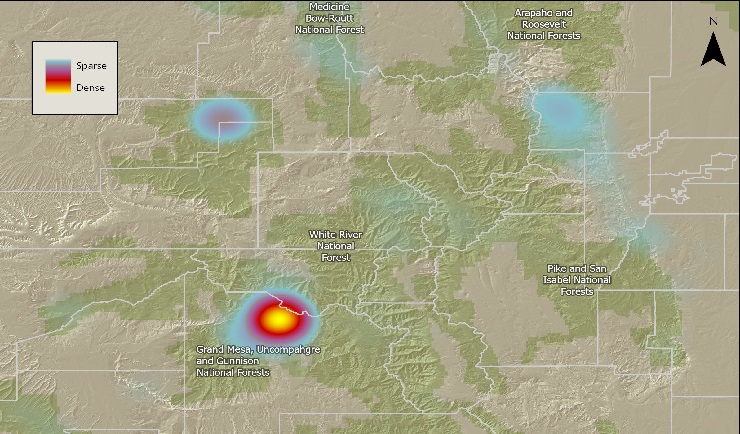 Medicine
Bow-Routt
National Forest
Arapaho and
Roosevelt
National Forests
N
Sparse
Dense
White River
National
Forest
Pike and San
Isabel National
Forests
Grand Mesa, Uncompahgre
and Gunnison
National Forests